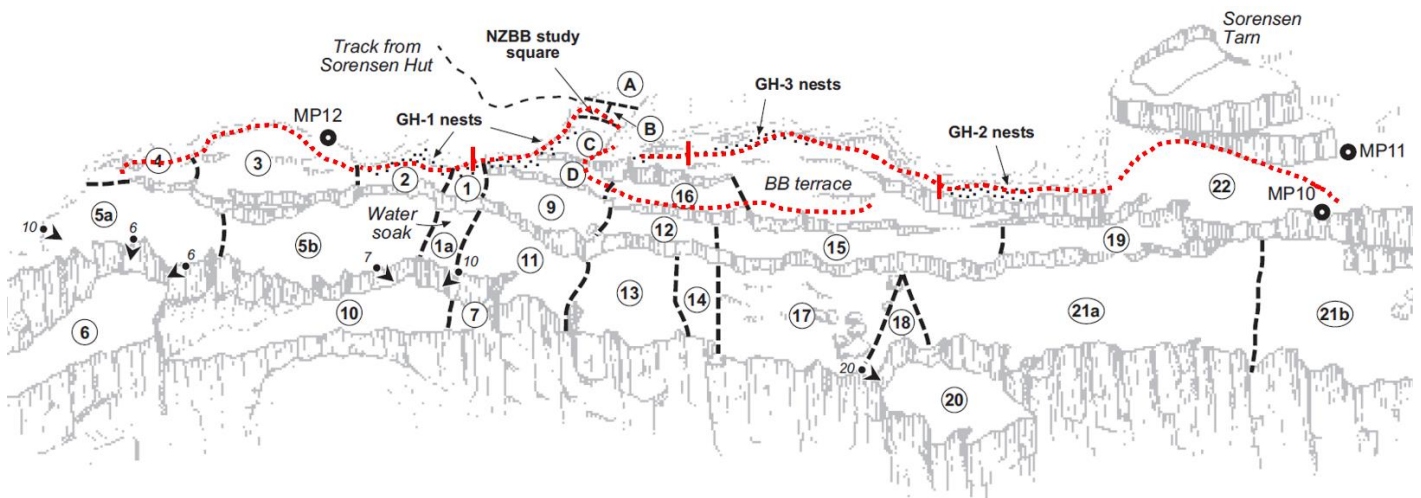 Sorensen
Tarn
NZBB study
square
Track from
Sorensen Hut
A
GH-3 nests
MP12
GH-1 nests
B
GH-2 nests
C
MP11
4
3
D
2
1
BB terrace
22
16
MP10
5a
9
Water
soak
10
6
12
19
5b
1a
15
6
7
10
11
13
14
10
7
17
18
21a
21b
6
20
20